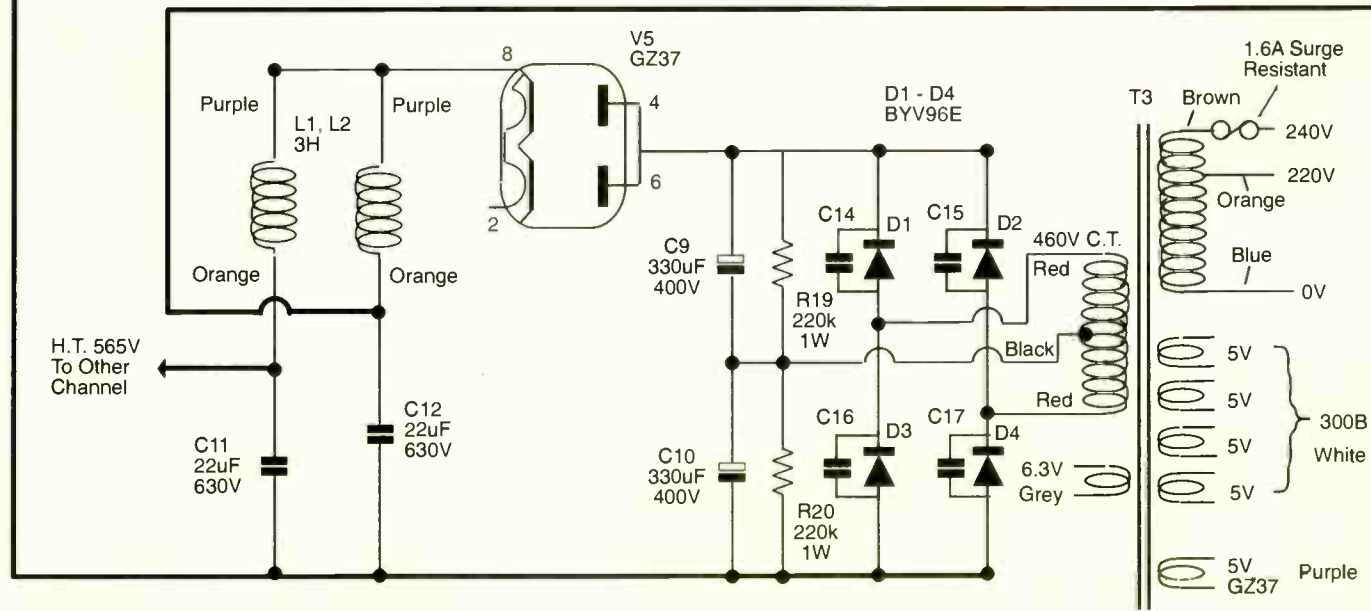 V5
GZ37
8
4
6
2
Purple
Purple
L1, L2
3H
Orange
Orange
H.T. 565V
To Other
Channel
C11
22uF
630V
C12
22uF
630V
D1 - D4
BYV96E
C9
330uF
400V
R19
220k
1W
C14
D1
C15
D2
C10
330uF
400V
R20
220k
1W
C16
D3
C17
D4
460V C.T.
Red
Black
Red
6.3V
Grey
T3
Brown
1.6A Surge
Resistant
240V
220V
Orange
Blue
0V
5V
5V
5V
5V
300B
White
5V
GZ37
Purple